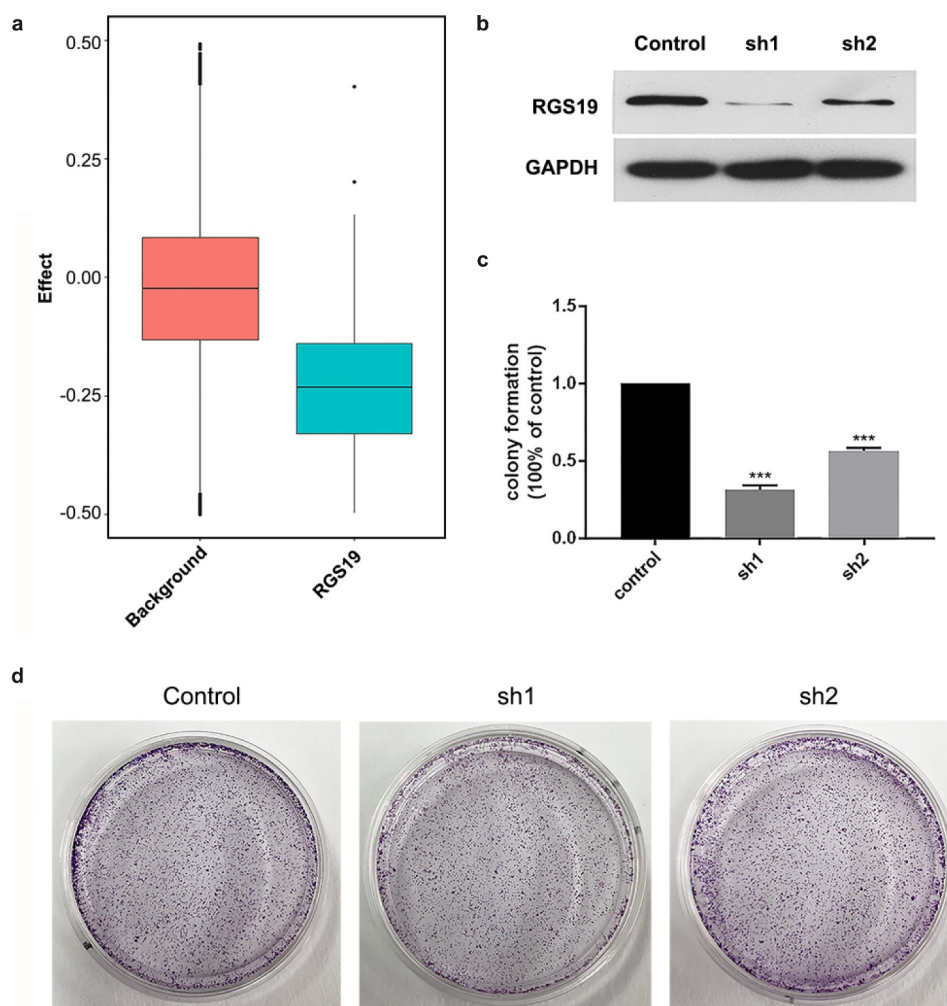 a
0.50
0.25
0.00
-0.25
-0.50
Effect
Background
RGS19
b
Control sh1 sh2
RGS19
GAPDH
c
1.5
1.0
0.5
0.0
colony formation
(100% of control)
***
***
control
sh1
sh2
d
Control sh1 sh2